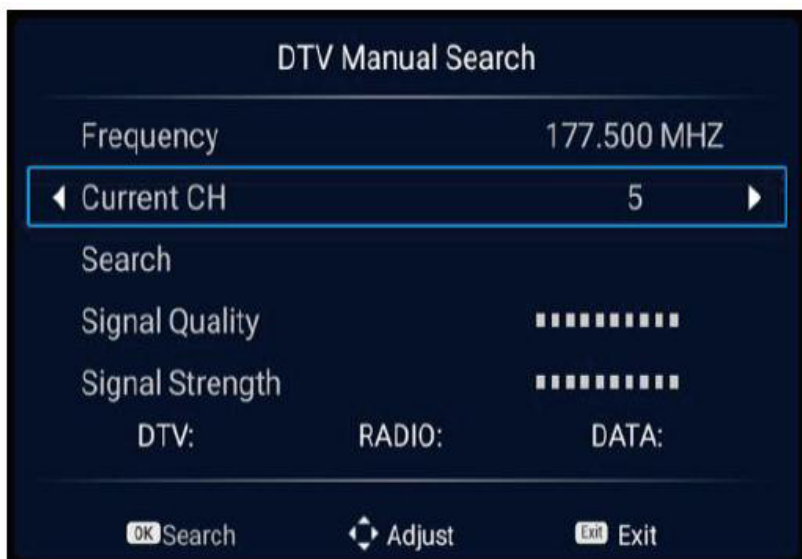 DTV Manual Search
Frequency 177.500 MHZ
Current CH 5
Search
Signal Quality
Signal Strength
DTV: RADIO: DATA:
OK Search Adjust Exit Exit